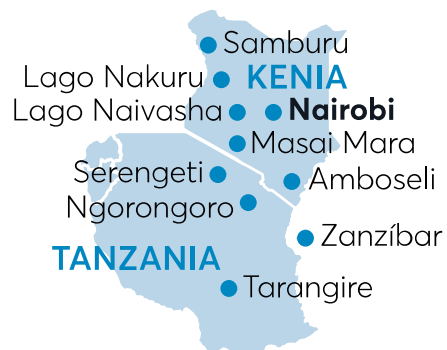 Samburu
Lago Nakuru
KENIA
Lago Naivasha
Nairobi
Masai Mara
Serengeti
Amboseli
Ngorongoro
Zanzíbar
TANZANIA
Tarangire